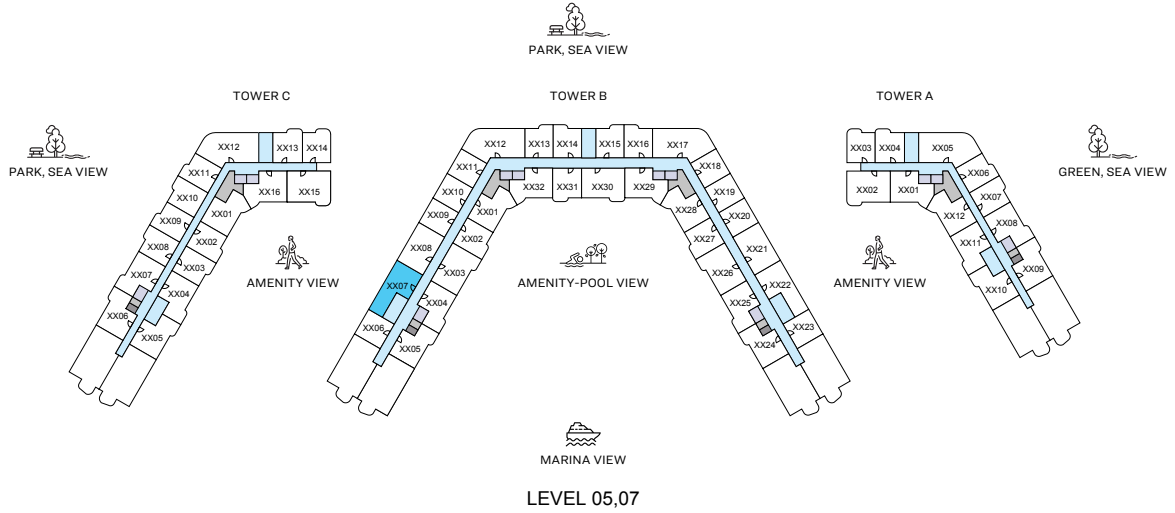 PARK, SEA VIEW
TOWER C
TOWER B
TOWER A
PARK, SEA VIEW
GREEN, SEA VIEW
XX12
XX13
XX14
XX11
XX10
XX09
XX08
XX07
XX06
XX05
XX04
XX03
XX02
XX01
XX16
XX15
XX12
XX13
XX14
XX15
XX16
XX17
XX11
XX10
XX09
XX08
XX07
XX06
XX05
XX04
XX03
XX02
XX01
XX32
XX31
XX30
XX29
XX28
XX27
XX26
XX25
XX24
XX23
XX22
XX21
XX20
XX19
XX18
XX03
XX04
XX05
XX06
XX07
XX08
XX09
XX10
XX11
XX12
XX01
XX02
AMENITY VIEW
AMENITY-POOL VIEW
AMENITY VIEW
MARINA VIEW
LEVEL 05,07